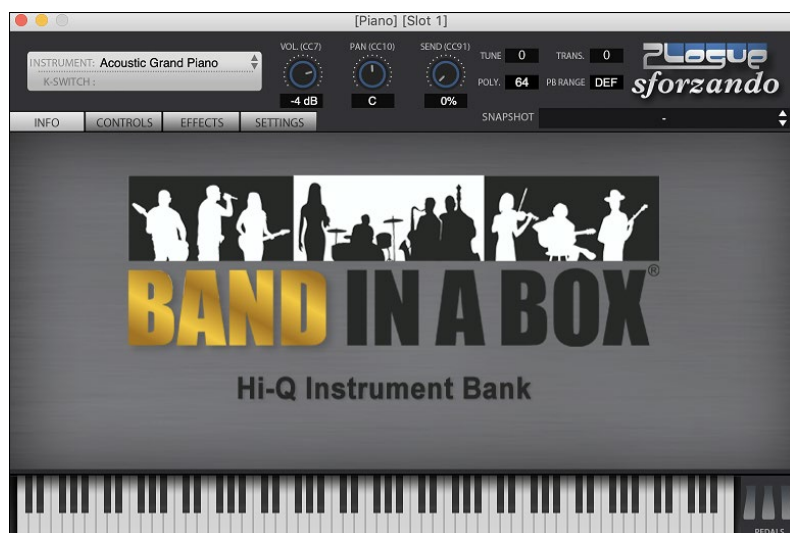 [Piano] [Slot 1]
INSTRUMENT: Acoustic Grand Piano
K-SWITCH :
VOL. (CC7)
-4 dB
PAN (CC10)
C
SEND (CC91)
0%
TUNE 0 TRANS. 0
POLY. 64 PB RANGE DEF
Plogue
sforzando
SNAPSHOT -
INFO CONTROLS EFFECTS SETTINGS
BAND IN A BOX®
Hi-Q Instrument Bank
PEDALS